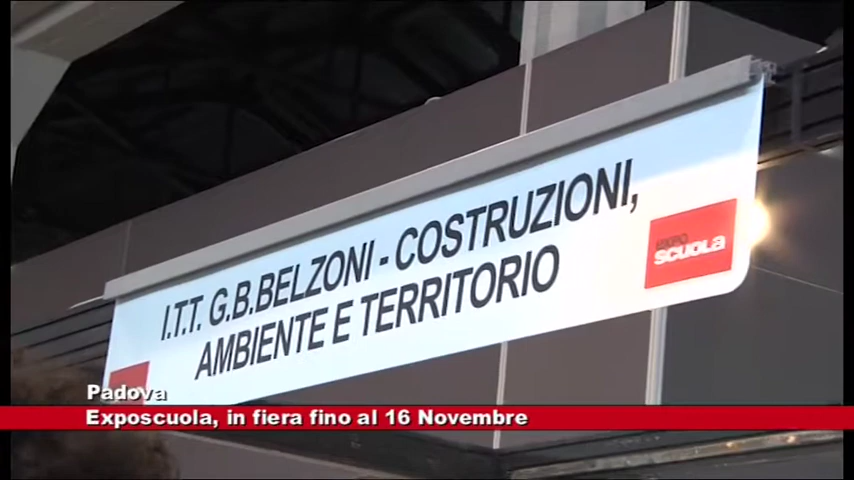 I.T.T. G.B.BELZONI - COSTRUZIONI,
AMBIENTE E TERRITORIO
SCUOLA
Padova
Exposcuola, in fiera fino al 16 Novembre